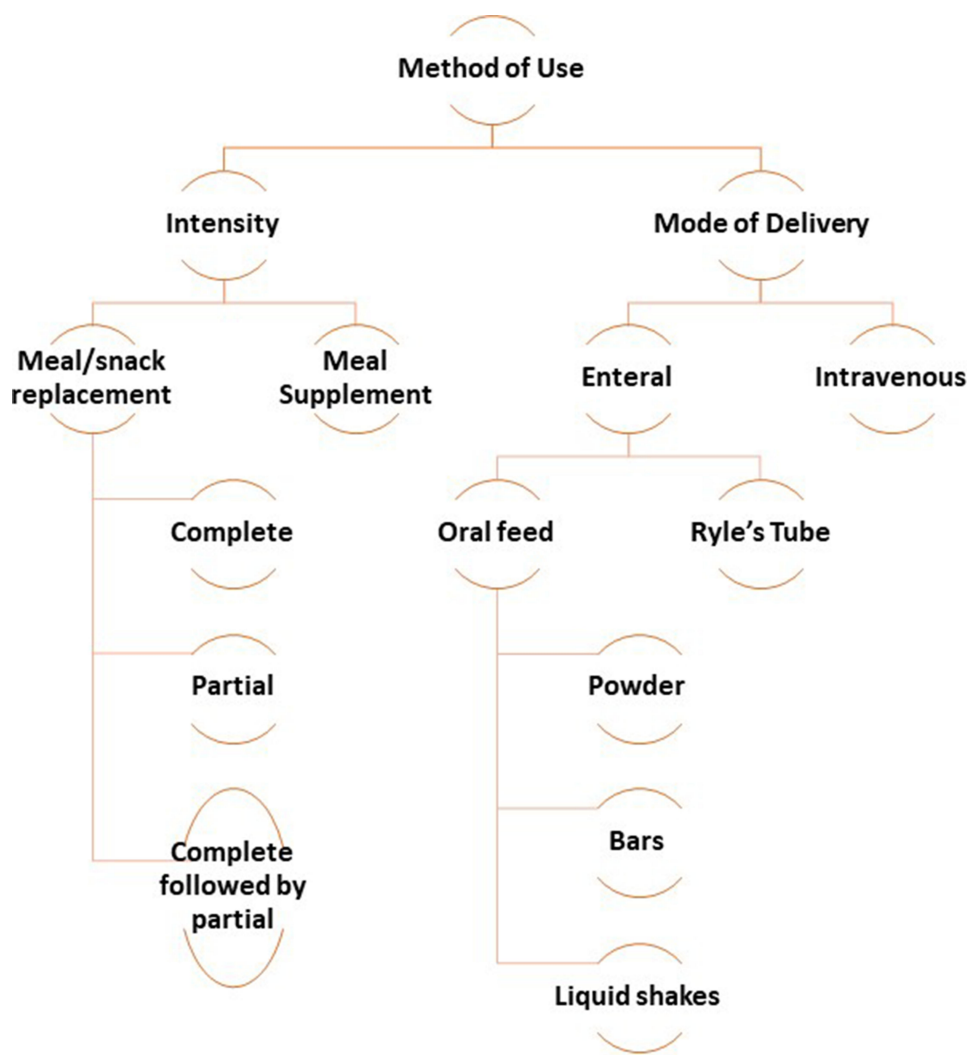 Method of Use
Intensity
Mode of Delivery
Meal/snack
replacement
Meal
Supplement
Enteral
Intravenous
Complete
Oral feed
Ryle’s Tube
Partial
Powder
Complete
followed by
partial
Bars
Liquid shakes